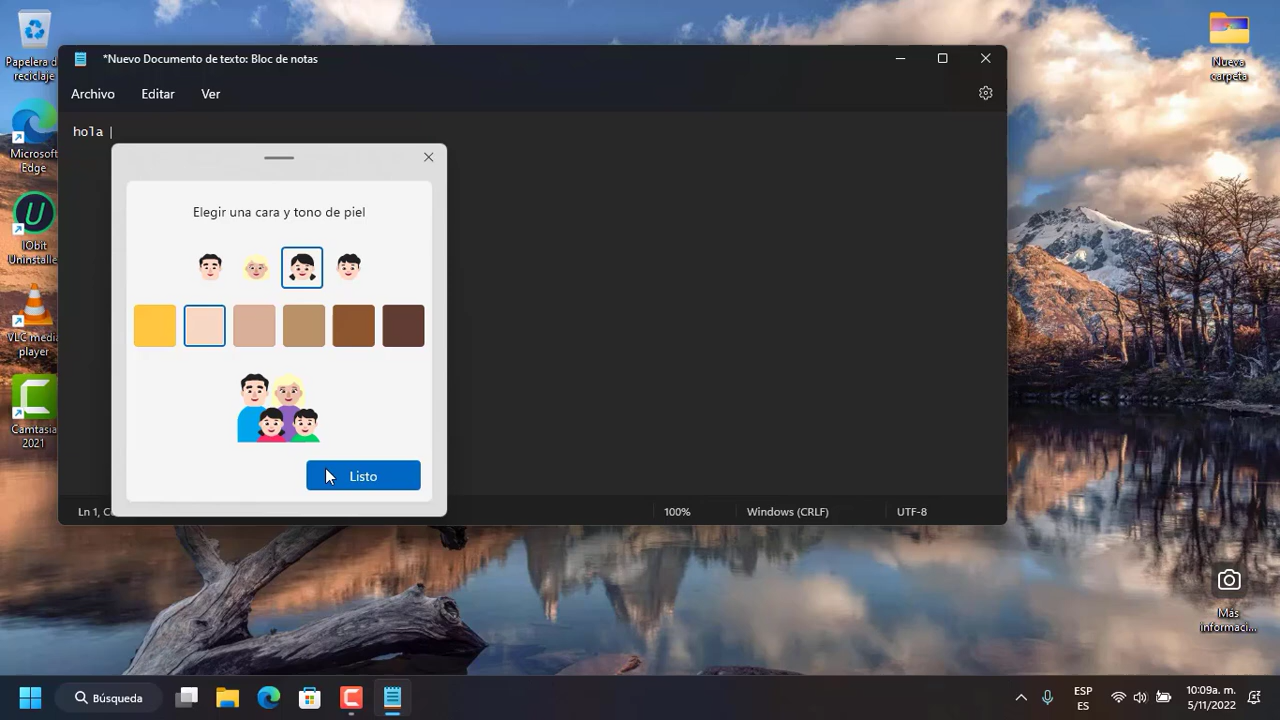 Papelera d
reciclaje
Microsoft
Edge
IObit
Uninstalle
VLC media
player
Camtasia
2021
*Nuevo Documento de texto: Bloc de notas
Archivo Editar Ver
hola
Elegir una cara y tono de piel
Listo
Ln 1, C
100%
Windows (CRLF)
UTF-8
Nueva
carpeta
Más
informaci...
Búsqueda
ESP
ES
10:09a. m.
5/11/2022